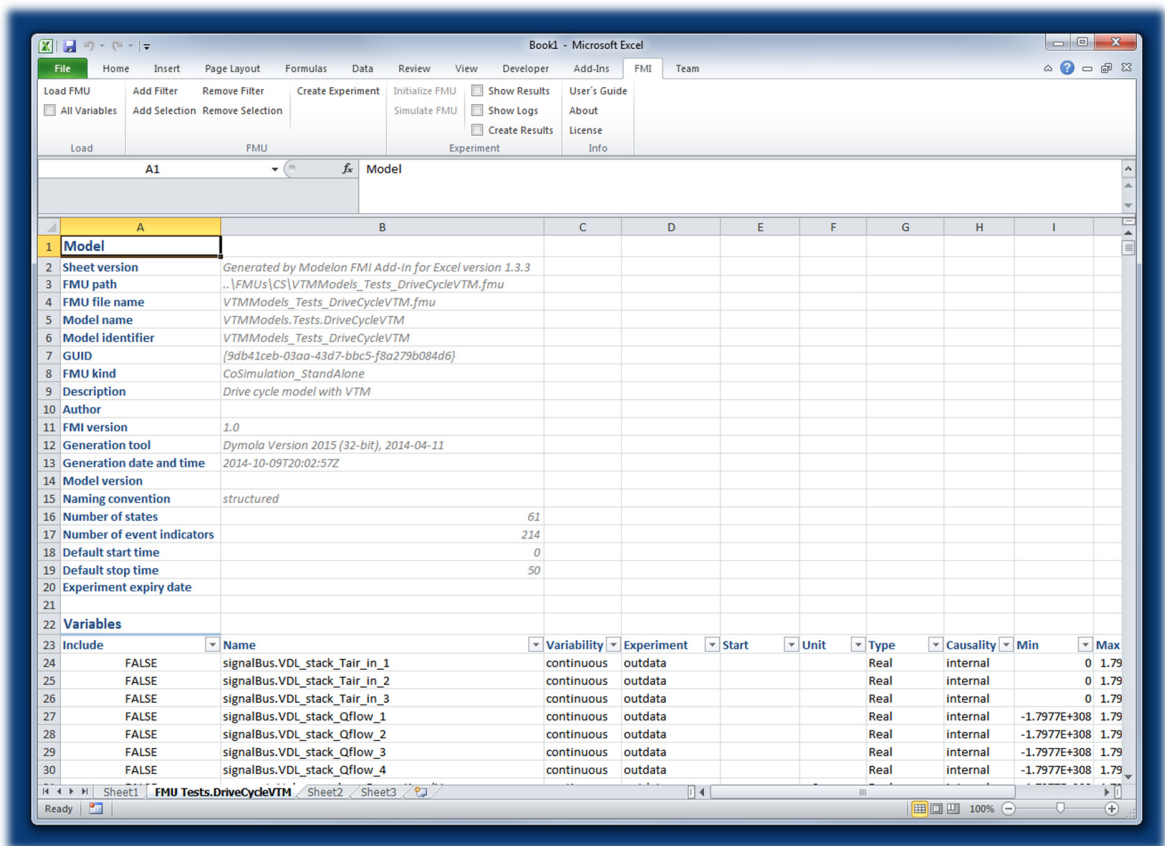 Book1 - Microsoft Excel
File Home Insert Page Layout Formulas Data Review View Developer Add-Ins FMI Team
Load FMU Add Filter Remove Filter Create Experiment Initialize FMU Show Results User's Guide
All Variables Add Selection Remove Selection Simulate FMU Show Logs About
Create Results License
Load FMU Experiment Info
A1 fx Model
A B C D E F G H I
1 Model
2 Sheet version Generated by Modelon FMI Add-In for Excel version 1.3.3
3 FMU path ..\FMUs\CS\VTMModels_Tests_DriveCycleVTM.fmu
4 FMU file name VTMModels_Tests_DriveCycleVTM.fmu
5 Model name VTMModels.Tests.DriveCycleVTM
6 Model identifier VTMModels_Tests_DriveCycleVTM
7 GUID {9db41ceb-03aa-43d7-bbc5-f8a279b084d6}
8 FMU kind CoSimulation_StandAlone
9 Description Drive cycle model with VTM
10 Author
11 FMI version 1.0
12 Generation tool Dymola Version 2015 (32-bit), 2014-04-11
13 Generation date and time 2014-10-09T20:02:57Z
14 Model version
15 Naming convention structured
16 Number of states 61
17 Number of event indicators 214
18 Default start time 0
19 Default stop time 50
20 Experiment expiry date
21
22 Variables
23 Include Name Variability Experiment Start Unit Type Causality Min Max
24 FALSE signalBus.VDL_stack_Tair_in_1 continuous outdata Real internal 0 1.79
25 FALSE signalBus.VDL_stack_Tair_in_2 continuous outdata Real internal 0 1.79
26 FALSE signalBus.VDL_stack_Tair_in_3 continuous outdata Real internal 0 1.79
27 FALSE signalBus.VDL_stack_Qflow_1 continuous outdata Real internal -1.7977E+308 1.79
28 FALSE signalBus.VDL_stack_Qflow_2 continuous outdata Real internal -1.7977E+308 1.79
29 FALSE signalBus.VDL_stack_Qflow_3 continuous outdata Real internal -1.7977E+308 1.79
30 FALSE signalBus.VDL_stack_Qflow_4 continuous outdata Real internal -1.7977E+308 1.79
Sheet1 FMU Tests.DriveCycleVTM Sheet2 Sheet3
Ready 100%